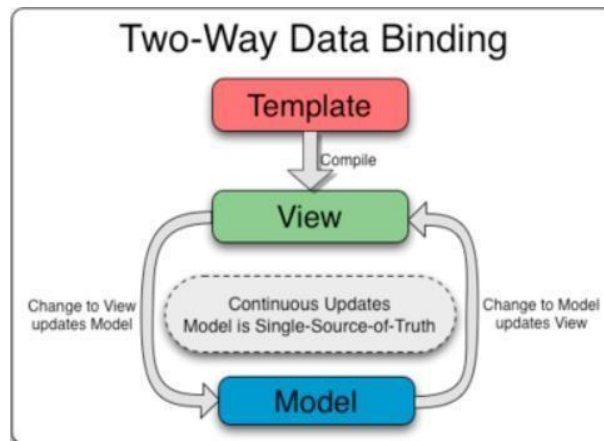 Two-Way Data Binding
Template
Compile
View
Change to View
updates Model
Continuous Updates
Model is Single-Source-of-Truth
Change to Model
updates View
Model